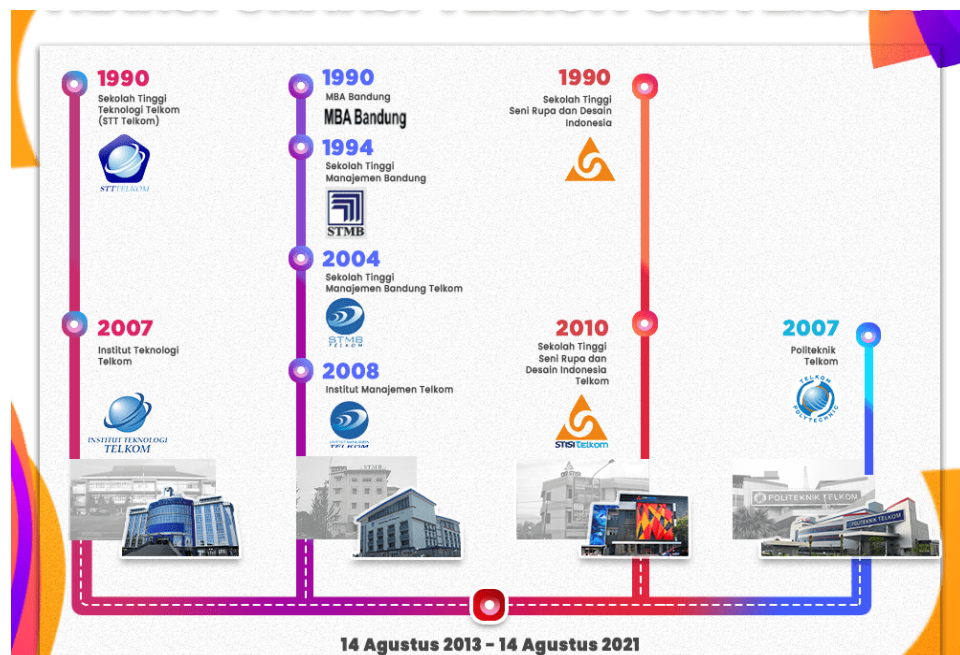 1990
Sekolah Tinggi
Teknologi Telkom
(STT Telkom)
STTTELKOM
2007
Institut Teknologi
Telkom
INSTITUT TEKNOLOGI
TELKOM
1990
MBA Bandung
MBA Bandung
1994
Sekolah Tinggi
Manajemen Bandung
STMB
2004
Sekolah Tinggi
Manajemen Bandung Telkom
STMB
TELKOM
2008
Institut Manajemen Telkom
TELKOM
1990
Sekolah Tinggi
Seni Rupa dan Desain
Indonesia
2010
Sekolah Tinggi
Seni Rupa dan
Desain Indonesia
Telkom
STISI Telkom
2007
Politeknik
Telkom
TELKOM
POLYTECHNIC
STMB
POLITEKNIK TELKOM
POLITEKNIK TELKOM
14 Agustus 2013 - 14 Agustus 2021